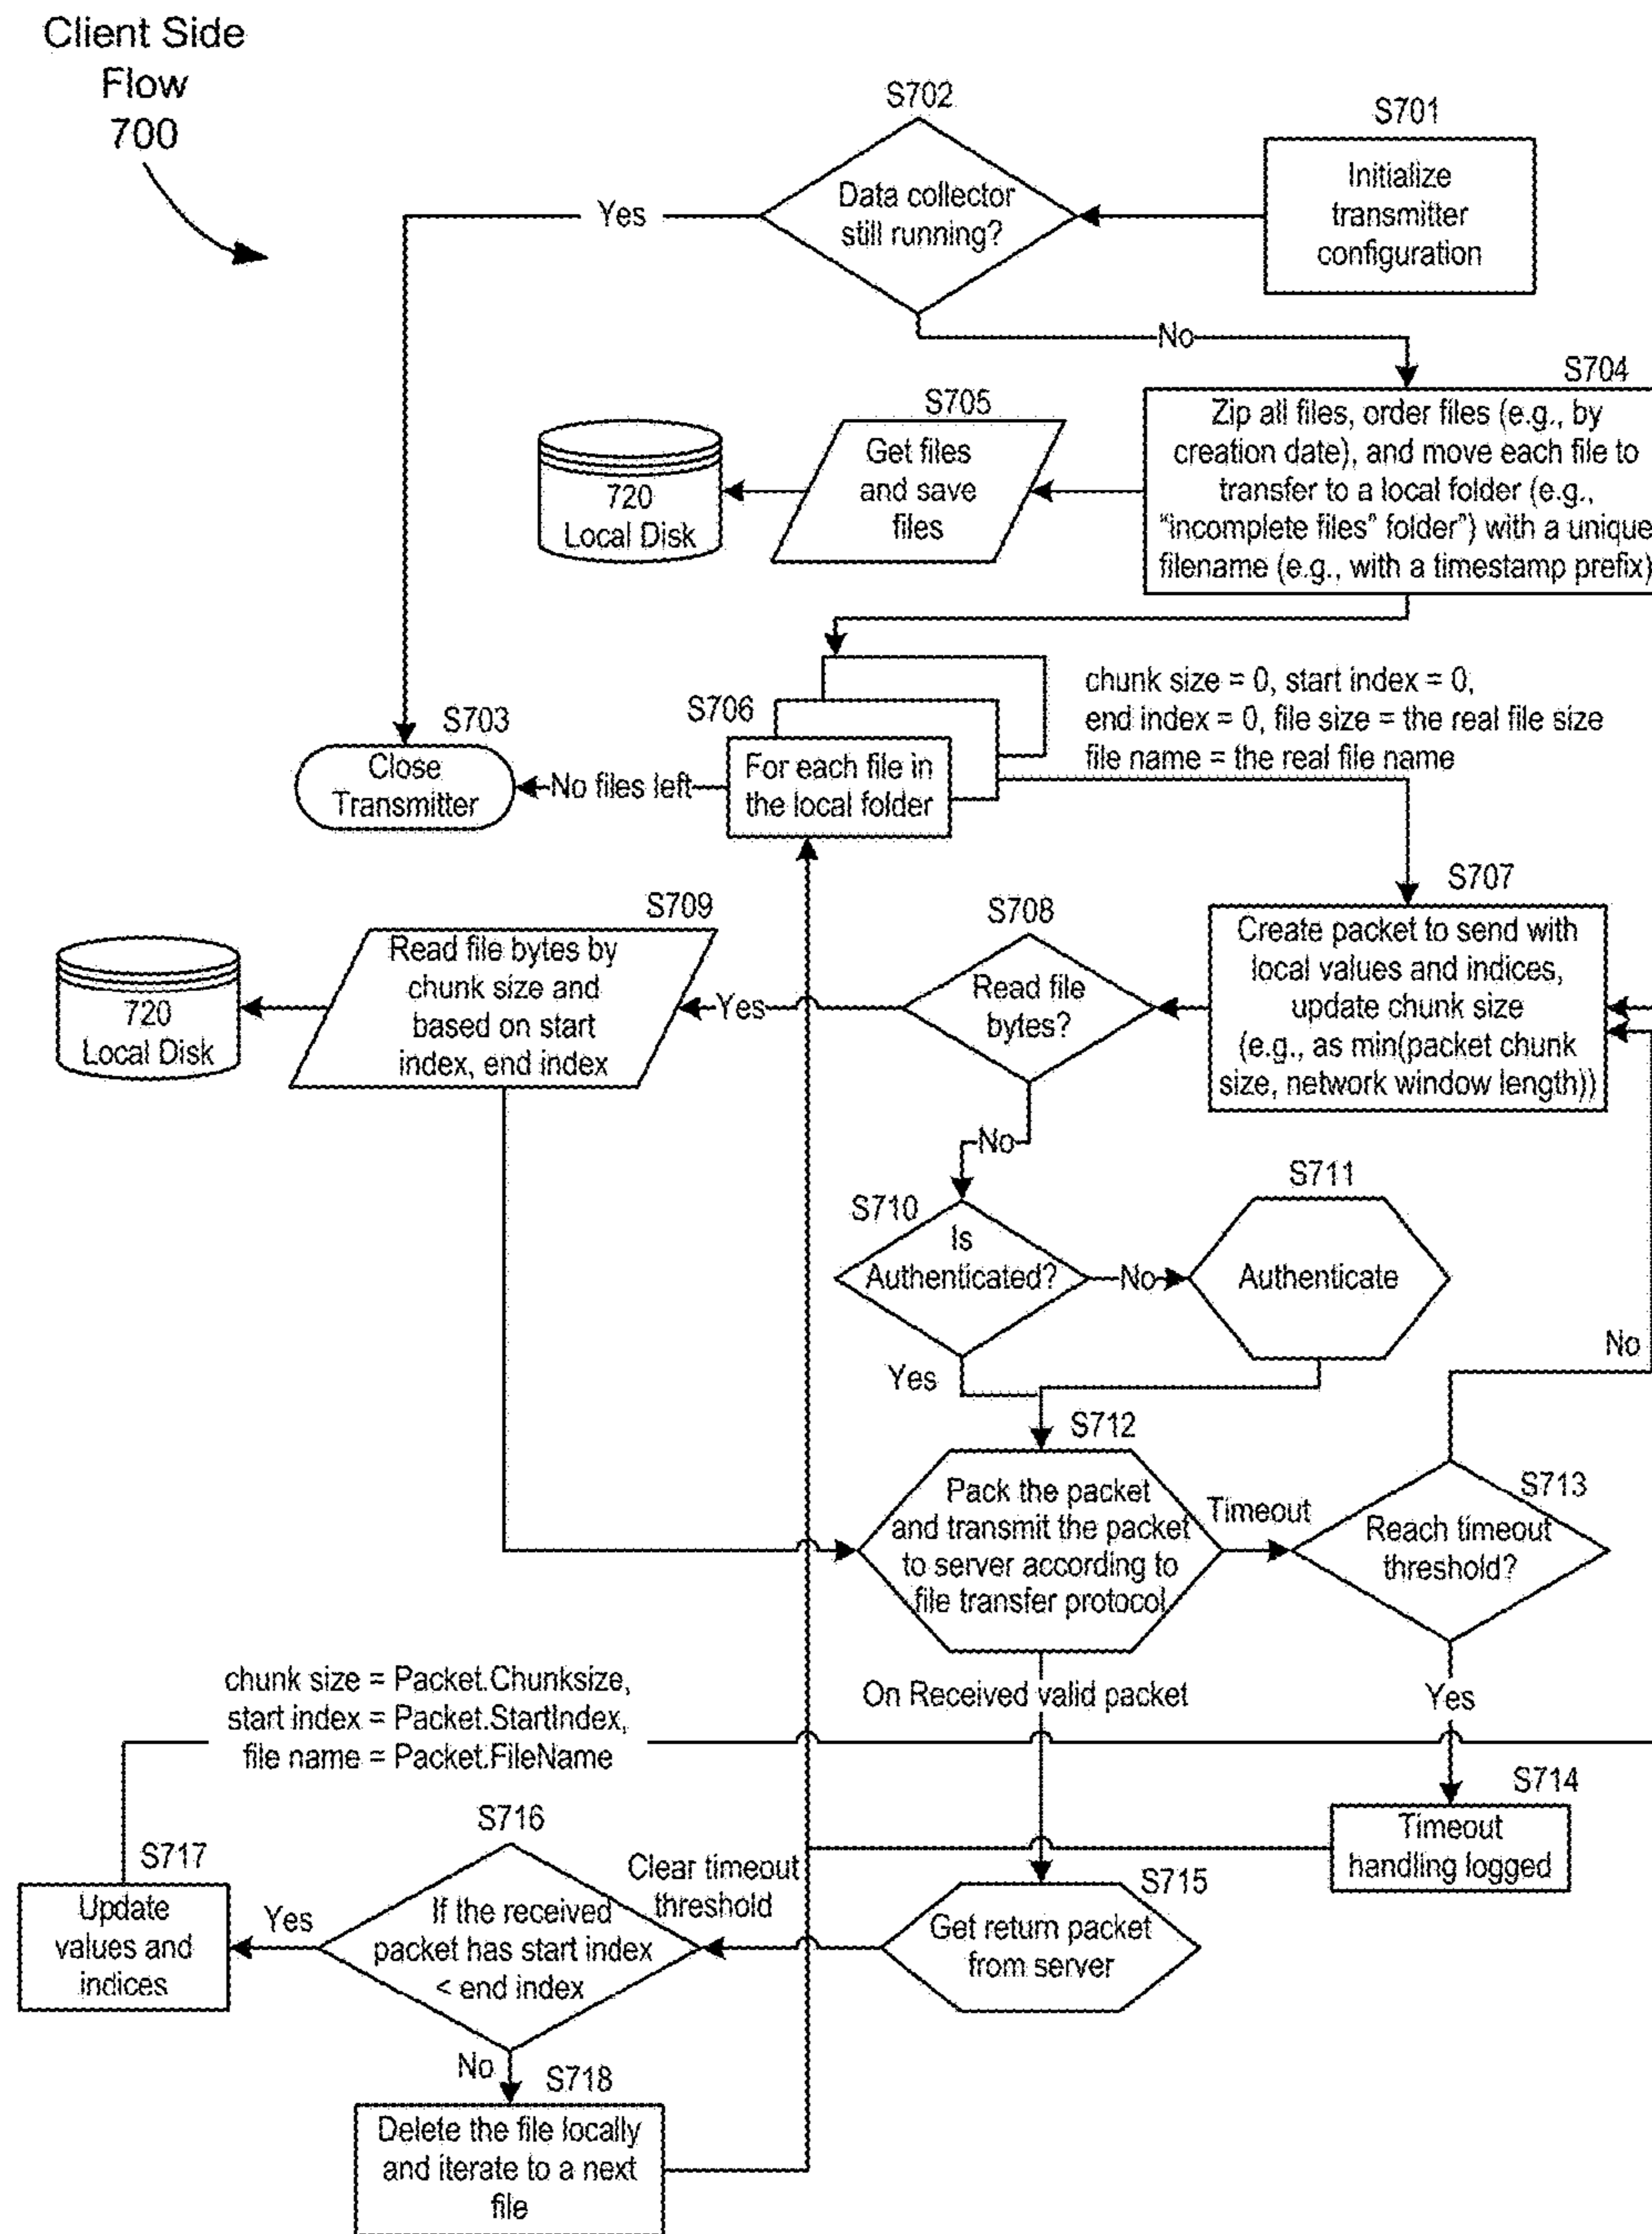 Client Side
Flow
700
S702
Data collector
still running?
Yes
No
S701
Initialize
transmitter
configuration
S704
Zip all files, order files (e.g., by
creation date), and move each file to
transfer to a local folder (e.g.,
"incomplete files" folder") with a unique
filename (e.g., with a timestamp prefix)
S705
Get files
and save
files
720
Local Disk
S703
Close
Transmitter
No files left
S706
For each file in
the local folder
chunk size = 0, start index = 0,
end index = 0, file size = the real file size
file name = the real file name
S707
Create packet to send with
local values and indices,
update chunk size
(e.g., as min(packet chunk
size, network window length))
S708
Read file
bytes?
Yes
No
S709
Read file bytes by
chunk size and
based on start
index, end index
720
Local Disk
S710
Is
Authenticated?
No
Yes
S711
Authenticate
S712
Pack the packet
and transmit the packet
to server according to
file transfer protocol
Timeout
S713
Reach timeout
threshold?
No
Yes
On Received valid packet
chunk size = Packet.Chunksize,
start index = Packet.StartIndex,
file name = Packet.FileName
S714
Timeout
handling logged
S715
Get return packet
from server
Clear timeout
threshold
S716
If the received
packet has start index
< end index
Yes
No
S717
Update
values and
indices
S718
Delete the file locally
and iterate to a next
file